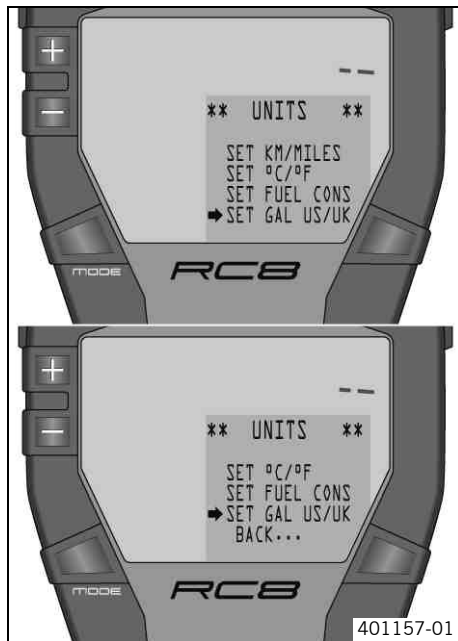 +
--
** UNITS **
SET KM/MILES
SET °C/°F
SET FUEL CONS
➡SET GAL US/UK
-
MODE
RC8
+
--
** UNITS **
SET °C/°F
SET FUEL CONS
➡SET GAL US/UK
BACK...
-
MODE
RC8
401157-01